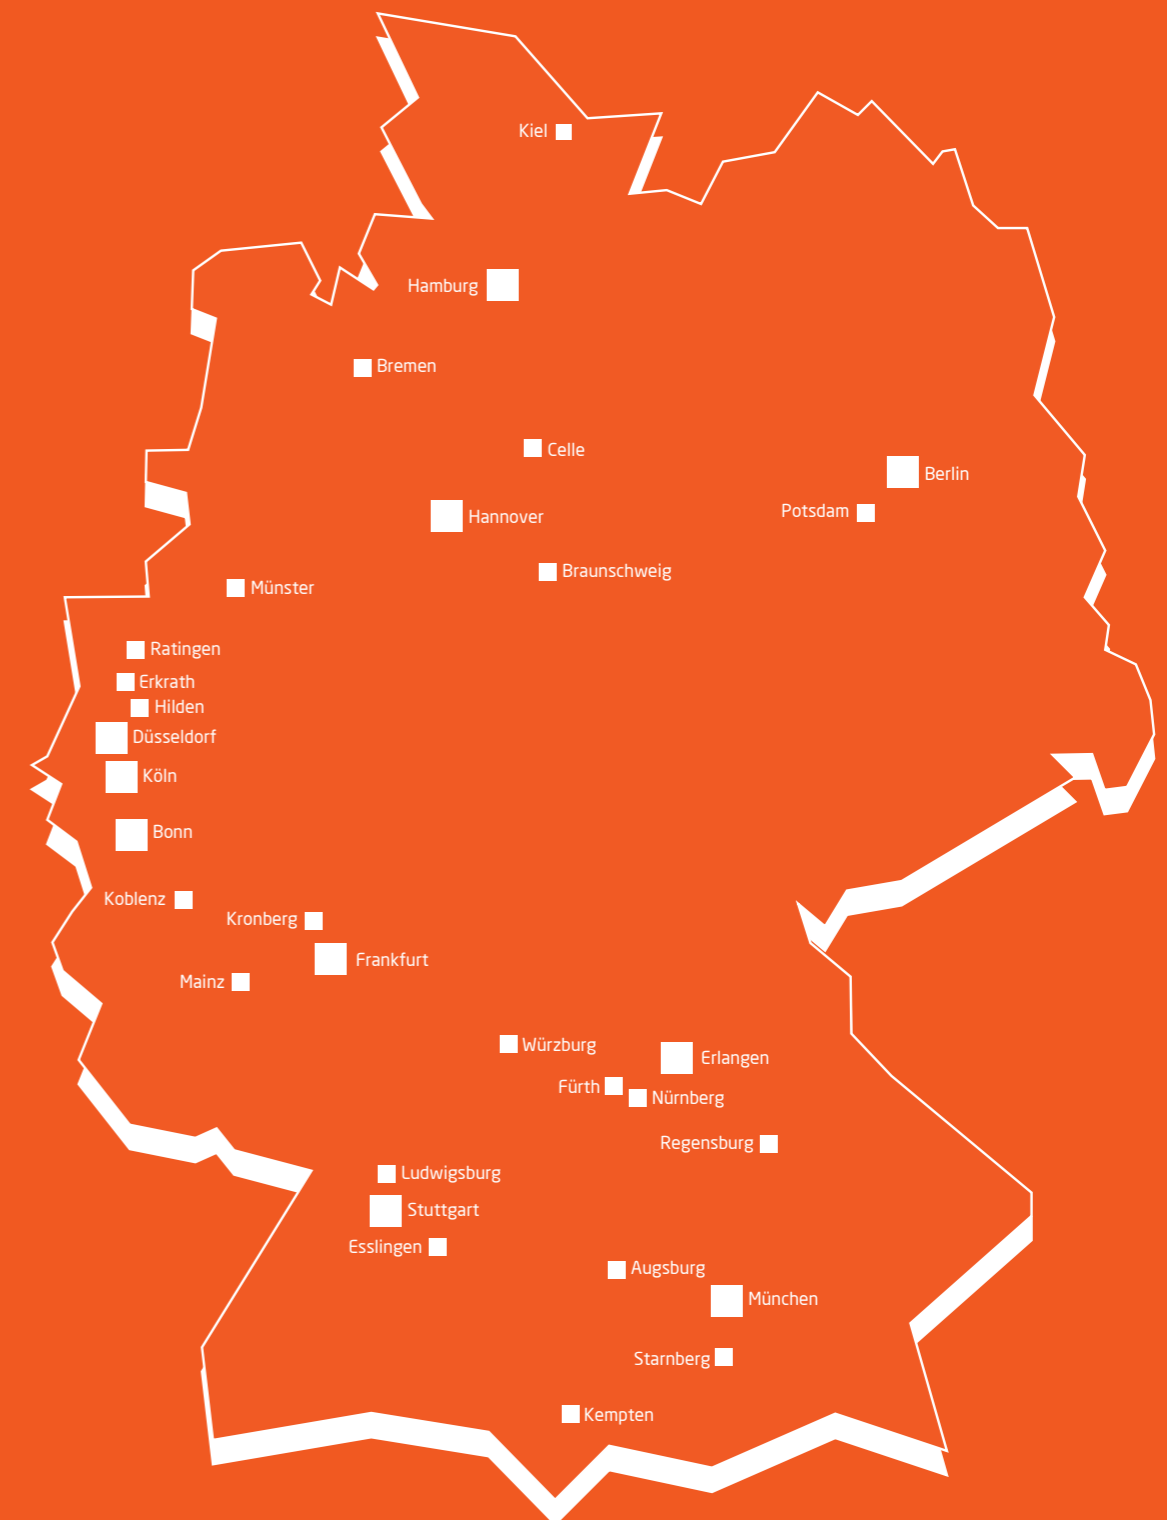 Kiel
Hamburg
Bremen
Celle
Berlin
Potsdam
Hannover
Braunschweig
Münster
Ratingen
Erkrath
Hilden
Düsseldorf
Köln
Bonn
Koblenz
Kronberg
Frankfurt
Mainz
Würzburg
Erlangen
Fürth
Nürnberg
Regensburg
Ludwigsburg
Stuttgart
Esslingen
Augsburg
München
Starnberg
Kempten